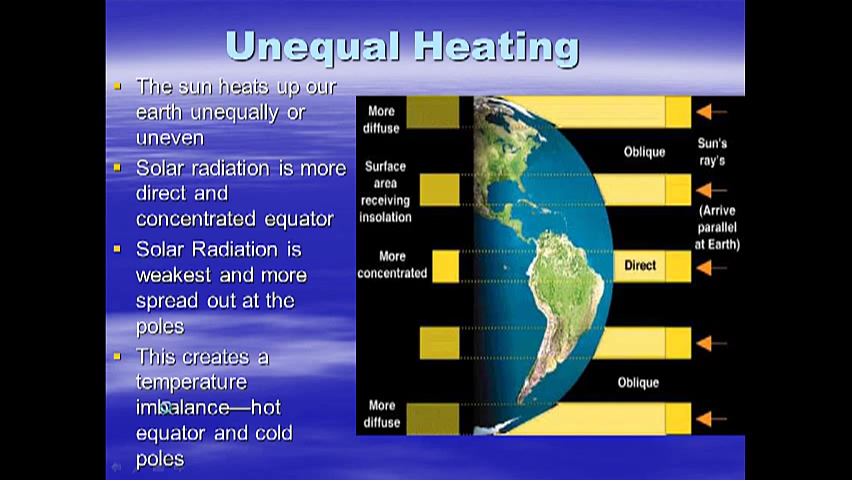 Unequal Heating
The sun heats up our
earth unequally or
uneven
Solar radiation is more
direct and
concentrated equator
Solar Radiation is
weakest and more
spread out at the
poles
This creates a
temperature
imbalance—hot
equator and cold
poles
More
diffuse
Surface
area
receiving
insolation
More
concentrated
More
diffuse
Oblique
Direct
Oblique
Sun's
ray's
(Arrive
parallel
at Earth)